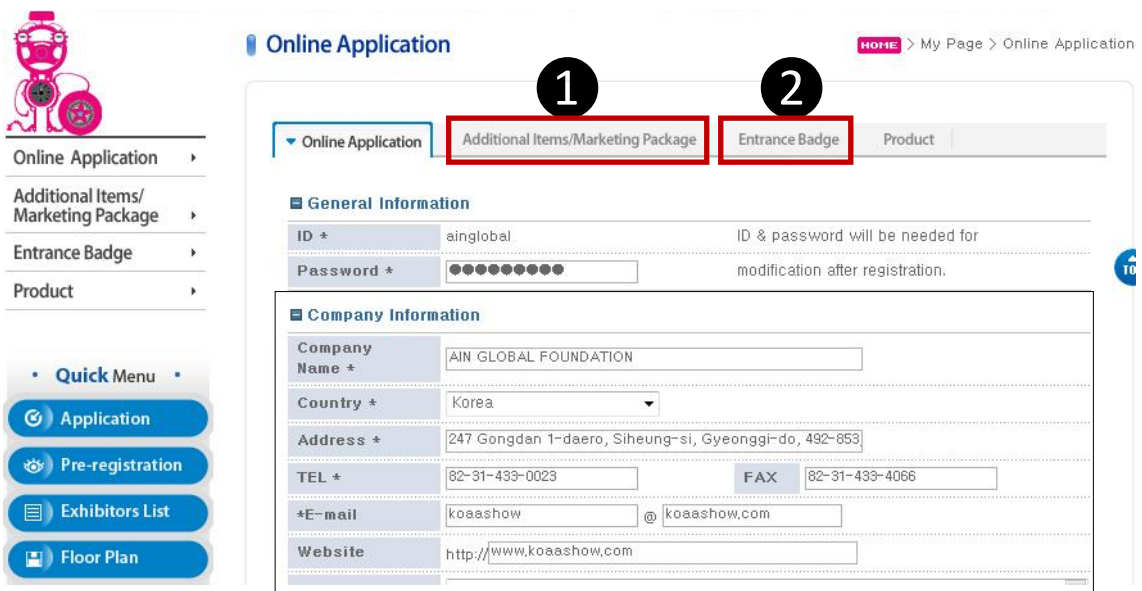 Online Application
Additional Items/
Marketing Package
Entrance Badge
Product
• Quick Menu •
Application
Pre-registration
Exhibitors List
Floor Plan
Online Application
HOME > My Page > Online Application
1
2
Online Application
Additional Items/Marketing Package
Entrance Badge
Product
General Information
ID *
ainglobal
ID & password will be needed for
Password *
●●●●●●●●●
modification after registration.
Company Information
Company
Name *
AIN GLOBAL FOUNDATION
Country *
Korea
Address *
247 Gongdan 1-daero, Siheung-si, Gyeonggi-do, 492-853,
TEL *
82-31-433-0023
FAX
82-31-433-4066
*E-mail
koaashow @ koaashow,com
Website
http://www,koaashow,com